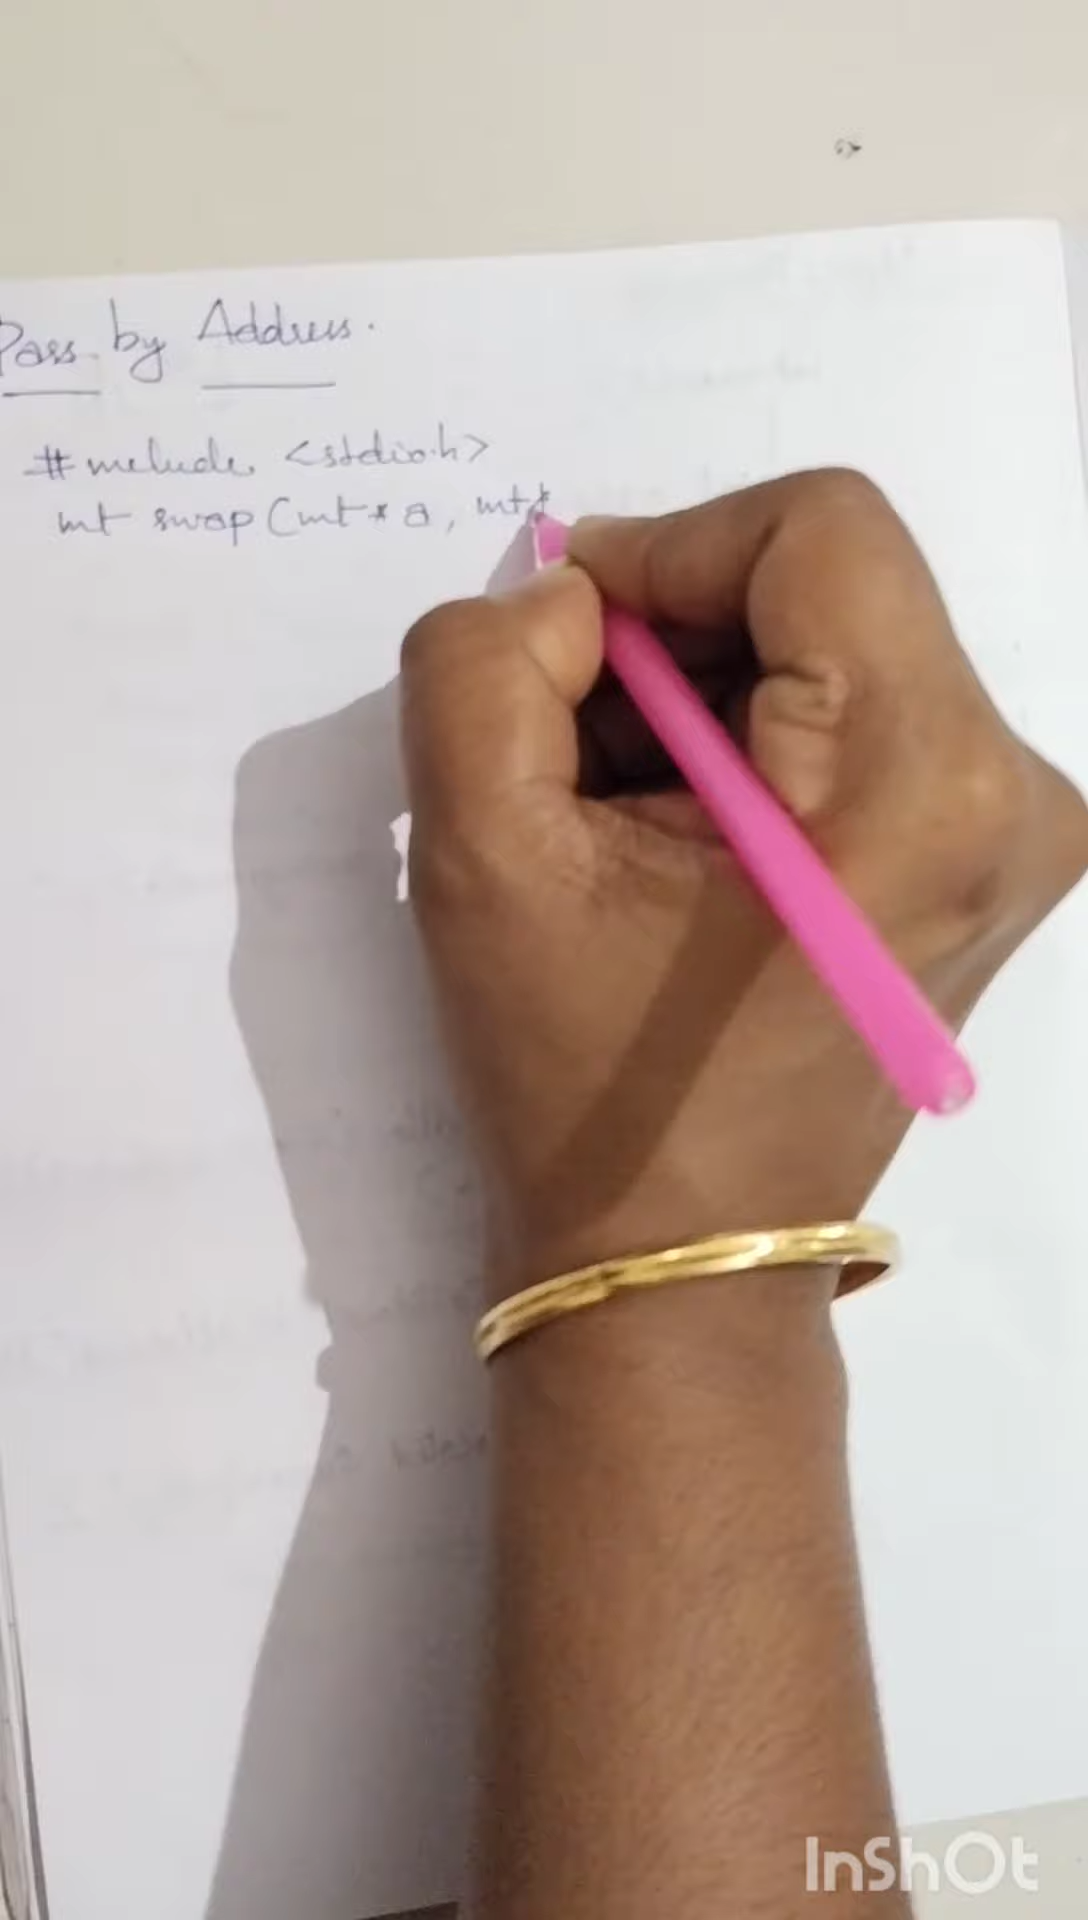 Pass by Address.
#include <stdio.h>
int swap (int * a, int *
InShOt